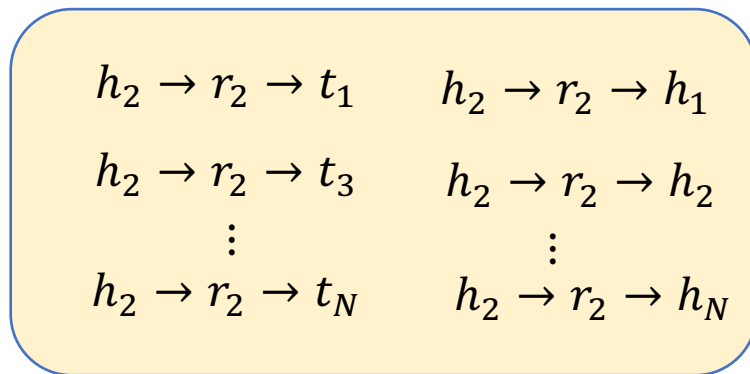 h₂ → r₂ → t₁
h₂ → r₂ → t₃
⋮
h₂ → r₂ → t_N
h₂ → r₂ → h₁
h₂ → r₂ → h₂
⋮
h₂ → r₂ → h_N